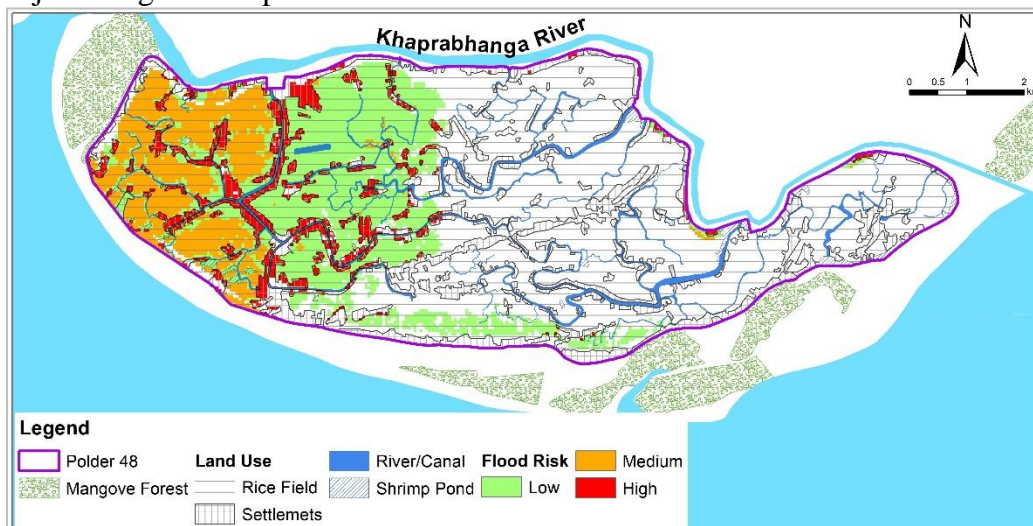 Khaprabhanga River
N
0 0.5 1 2
Legend
Polder 48
Mangove Forest
Land Use
Rice Field
Settlemets
River/Canal
Shrimp Pond
Flood Risk
Low
Medium
High